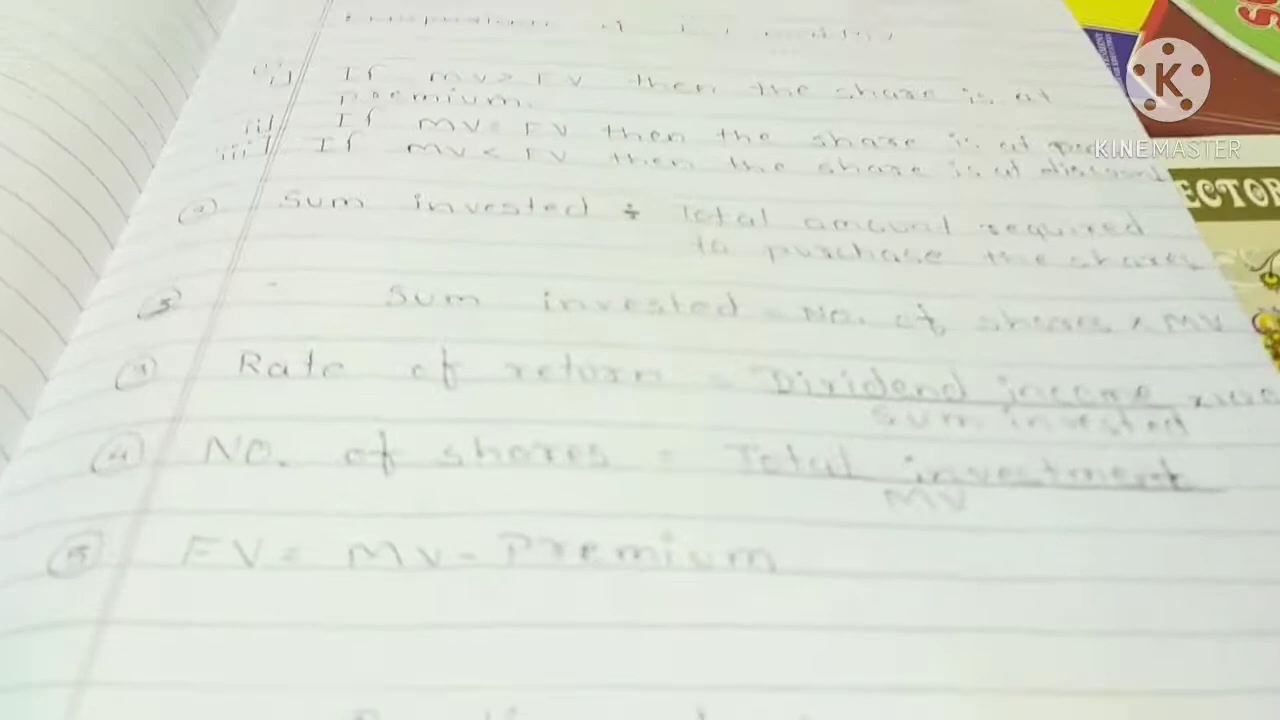 (i) If MV > FV then the share is at
premium.
(ii) If MV = FV then the share is at
(iii) If MV < FV then the share is at discount
(2) Sum invested ÷ Total amount required
to purchase the shares
(3) Sum invested = No. of shares x MV
Rate of return = Dividend income x100
Sum invested
(4) No. of shares = Total investment
MV
(5) FV = MV - Premium
KINEMASTER
ECTOR